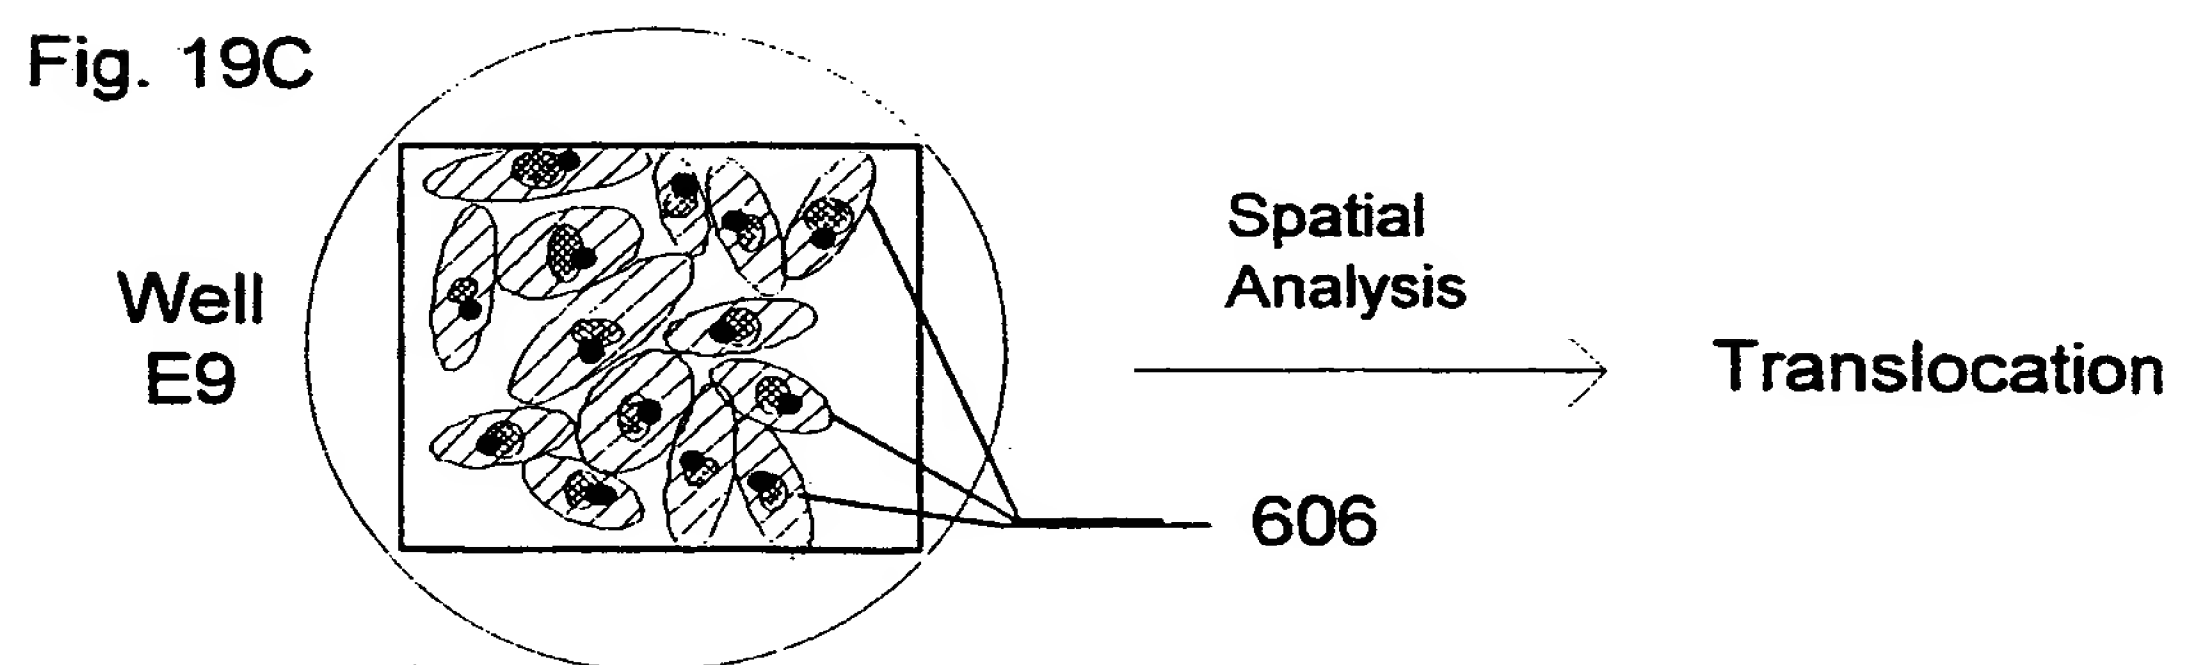 Fig. 19C
Well
E9
Spatial
Analysis
Translocation
606